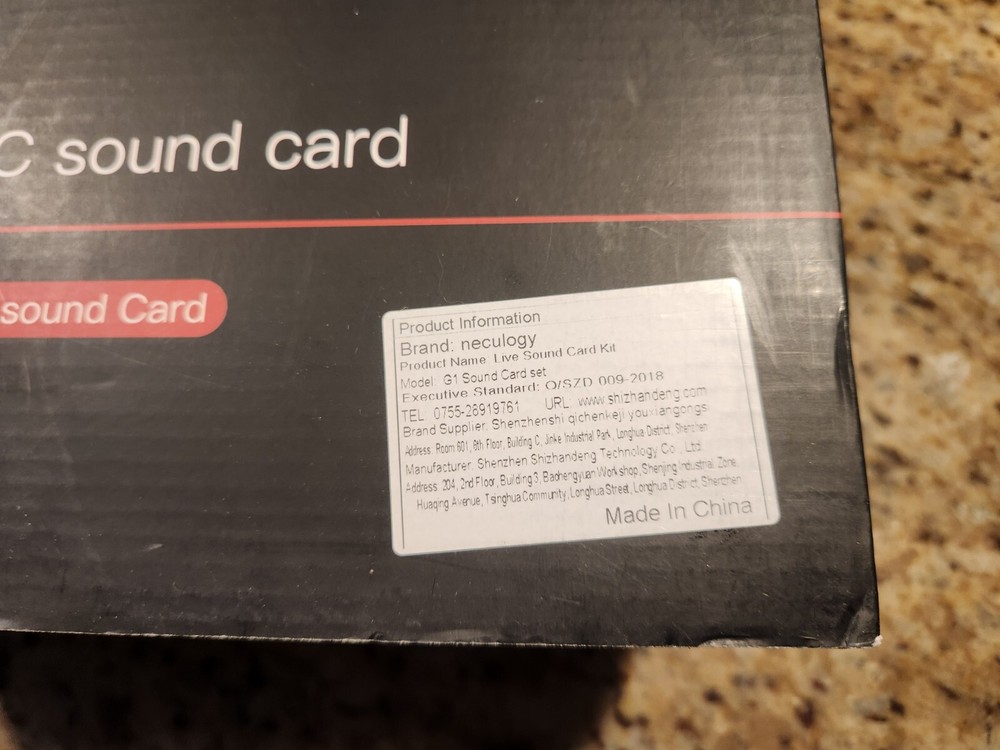 C sound card
sound Card
Product Information
Brand: neculogy
Product Name: Live Sound Card Kit
Model: G1 Sound Card set
Executive Standard: Q/SZD 009-2018
TEL: 0755-26919761 URL: www.shizhandeng.com
Brand Supplier: Shenzhenshi qichenkeji youxiangongs
Address: Room 601, 6th Floor, Building C, Jinke Industrial Park, Longhua District, Shenzhen
Manufacturer: Shenzhen Shizhandeng Technology Co., Ltd
Address: 204, 2nd Floor, Building 3, Baohengyuan Workshop, Shenjing Industrial Zone,
Huaqing Avenue, Tsinghua Community, Longhua Street, Longhua District, Shenzhen
Made In China